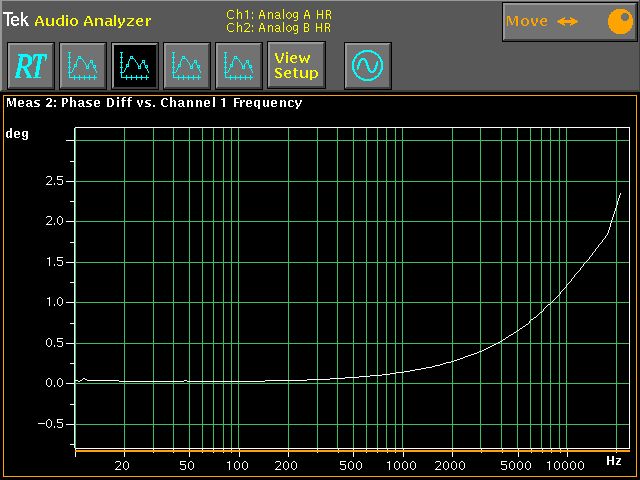 Tek Audio Analyzer
Ch1: Analog A HR
Ch2: Analog B HR
Move
RT
View
Setup
Meas 2: Phase Diff vs. Channel 1 Frequency
deg
2.5
2.0
1.5
1.0
0.5
0.0
-0.5
20 50 100 200 500 1000 2000 5000 10000 Hz